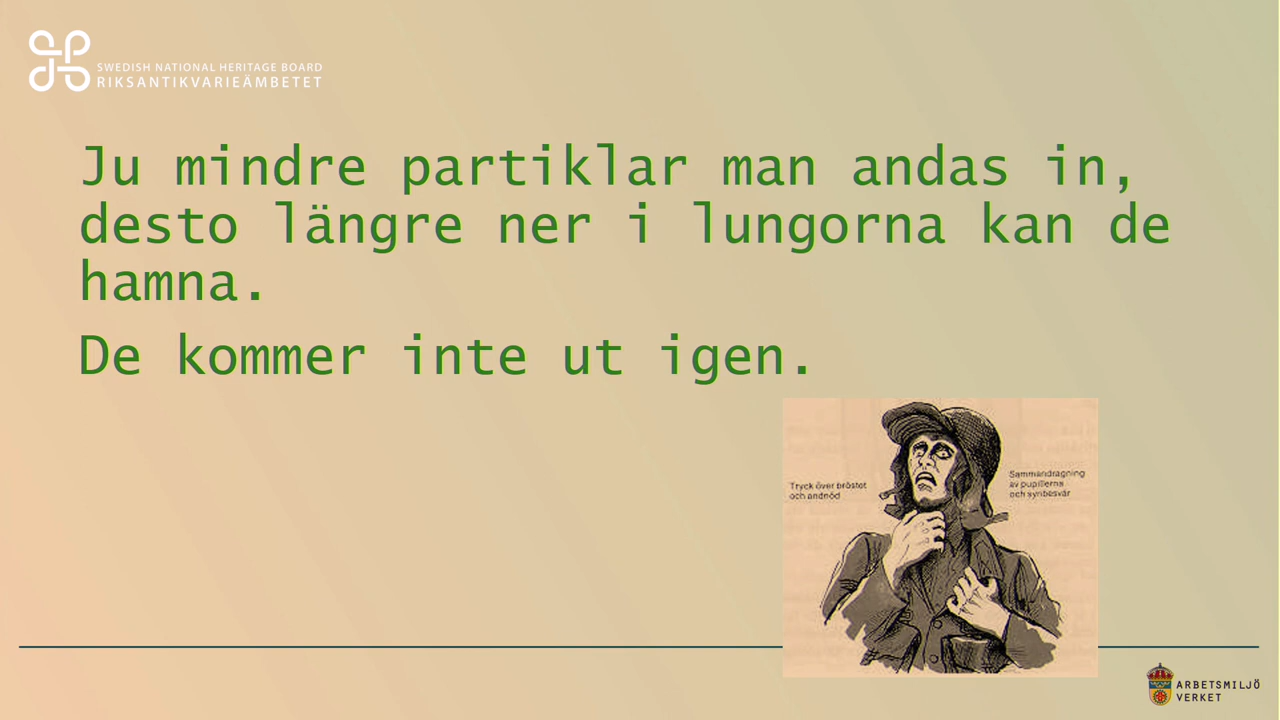 SWEDISH NATIONAL HERITAGE BOARD
RIKSANTIKVARIEÄMBETET
Ju mindre partiklar man andas in,
desto längre ner i lungorna kan de
hamna.
De kommer inte ut igen.
Tryck över bröstet
och andnöd
Sammandragning
av pupillerna
och synbesvär
ARBETSMILJÖ
VERKET